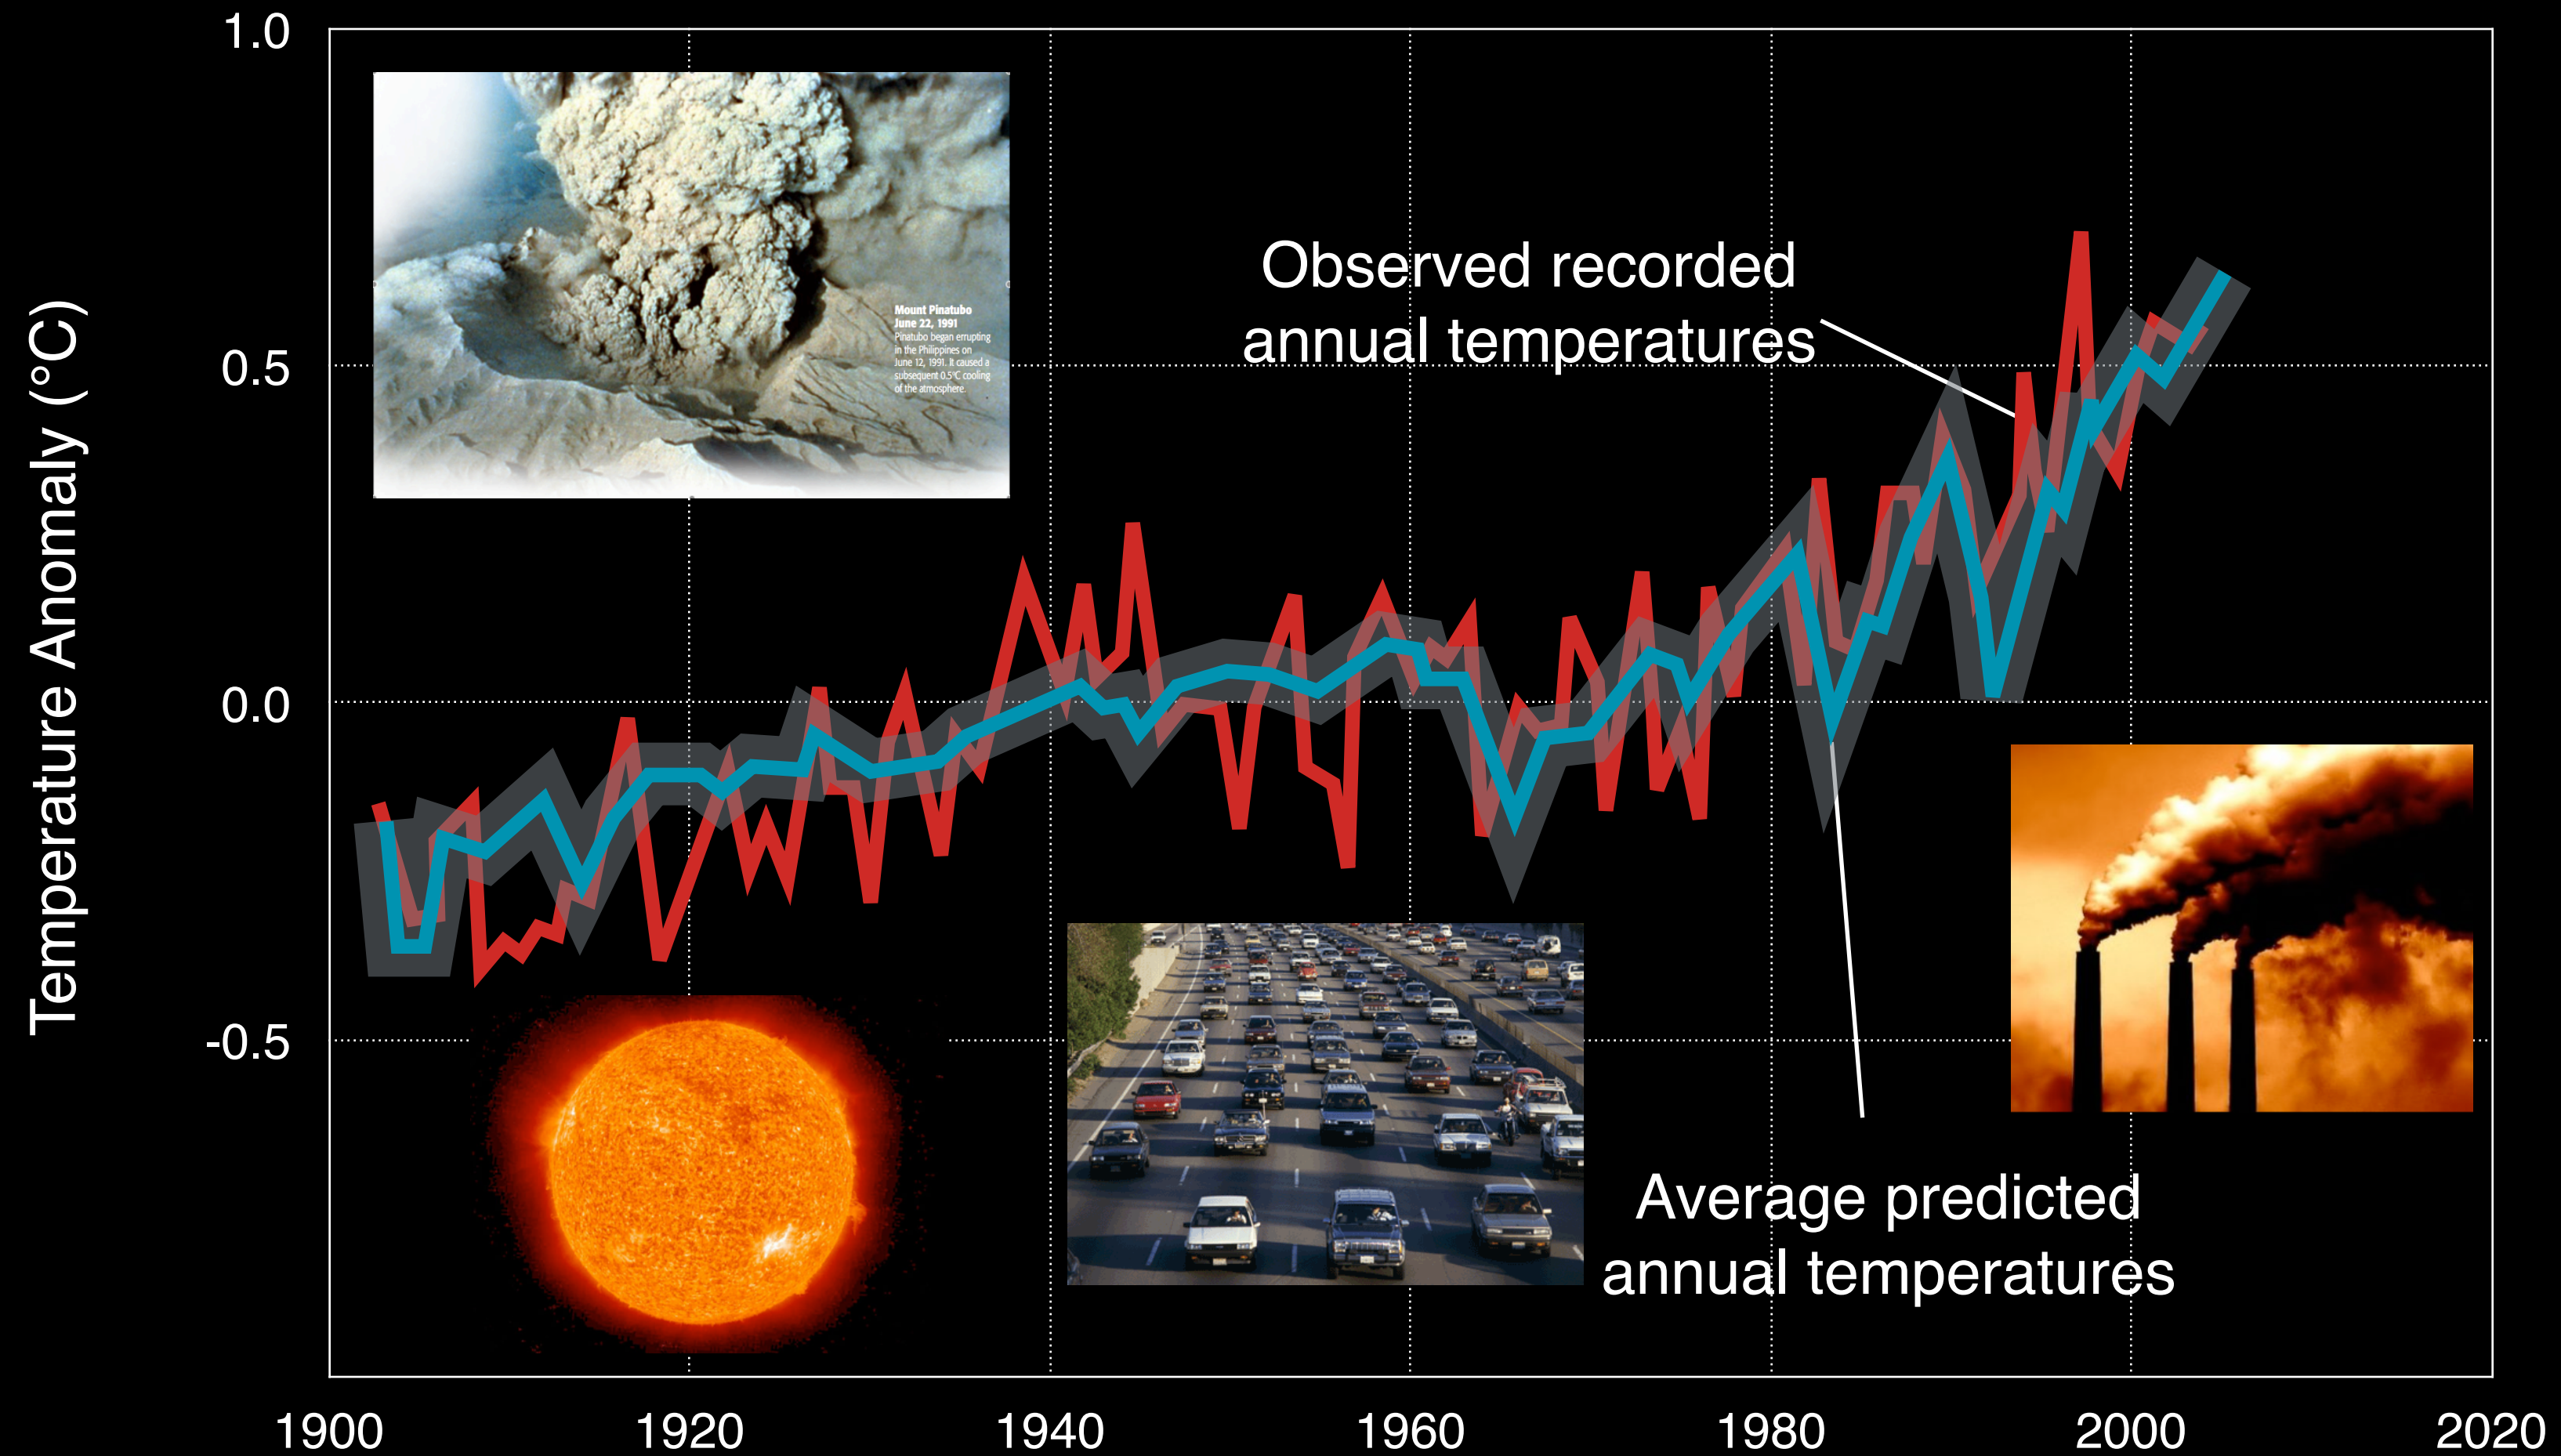 Temperature Anomaly (°C)
1.0
0.5
0.0
-0.5
Mount Pinatubo
June 22, 1991
Pinatubo began errupting
in the Philippines on
June 12, 1991. It caused a
subsequent 0.5°C cooling
of the atmosphere.
Observed recorded
annual temperatures
Average predicted
annual temperatures
1900
1920
1940
1960
1980
2000
2020